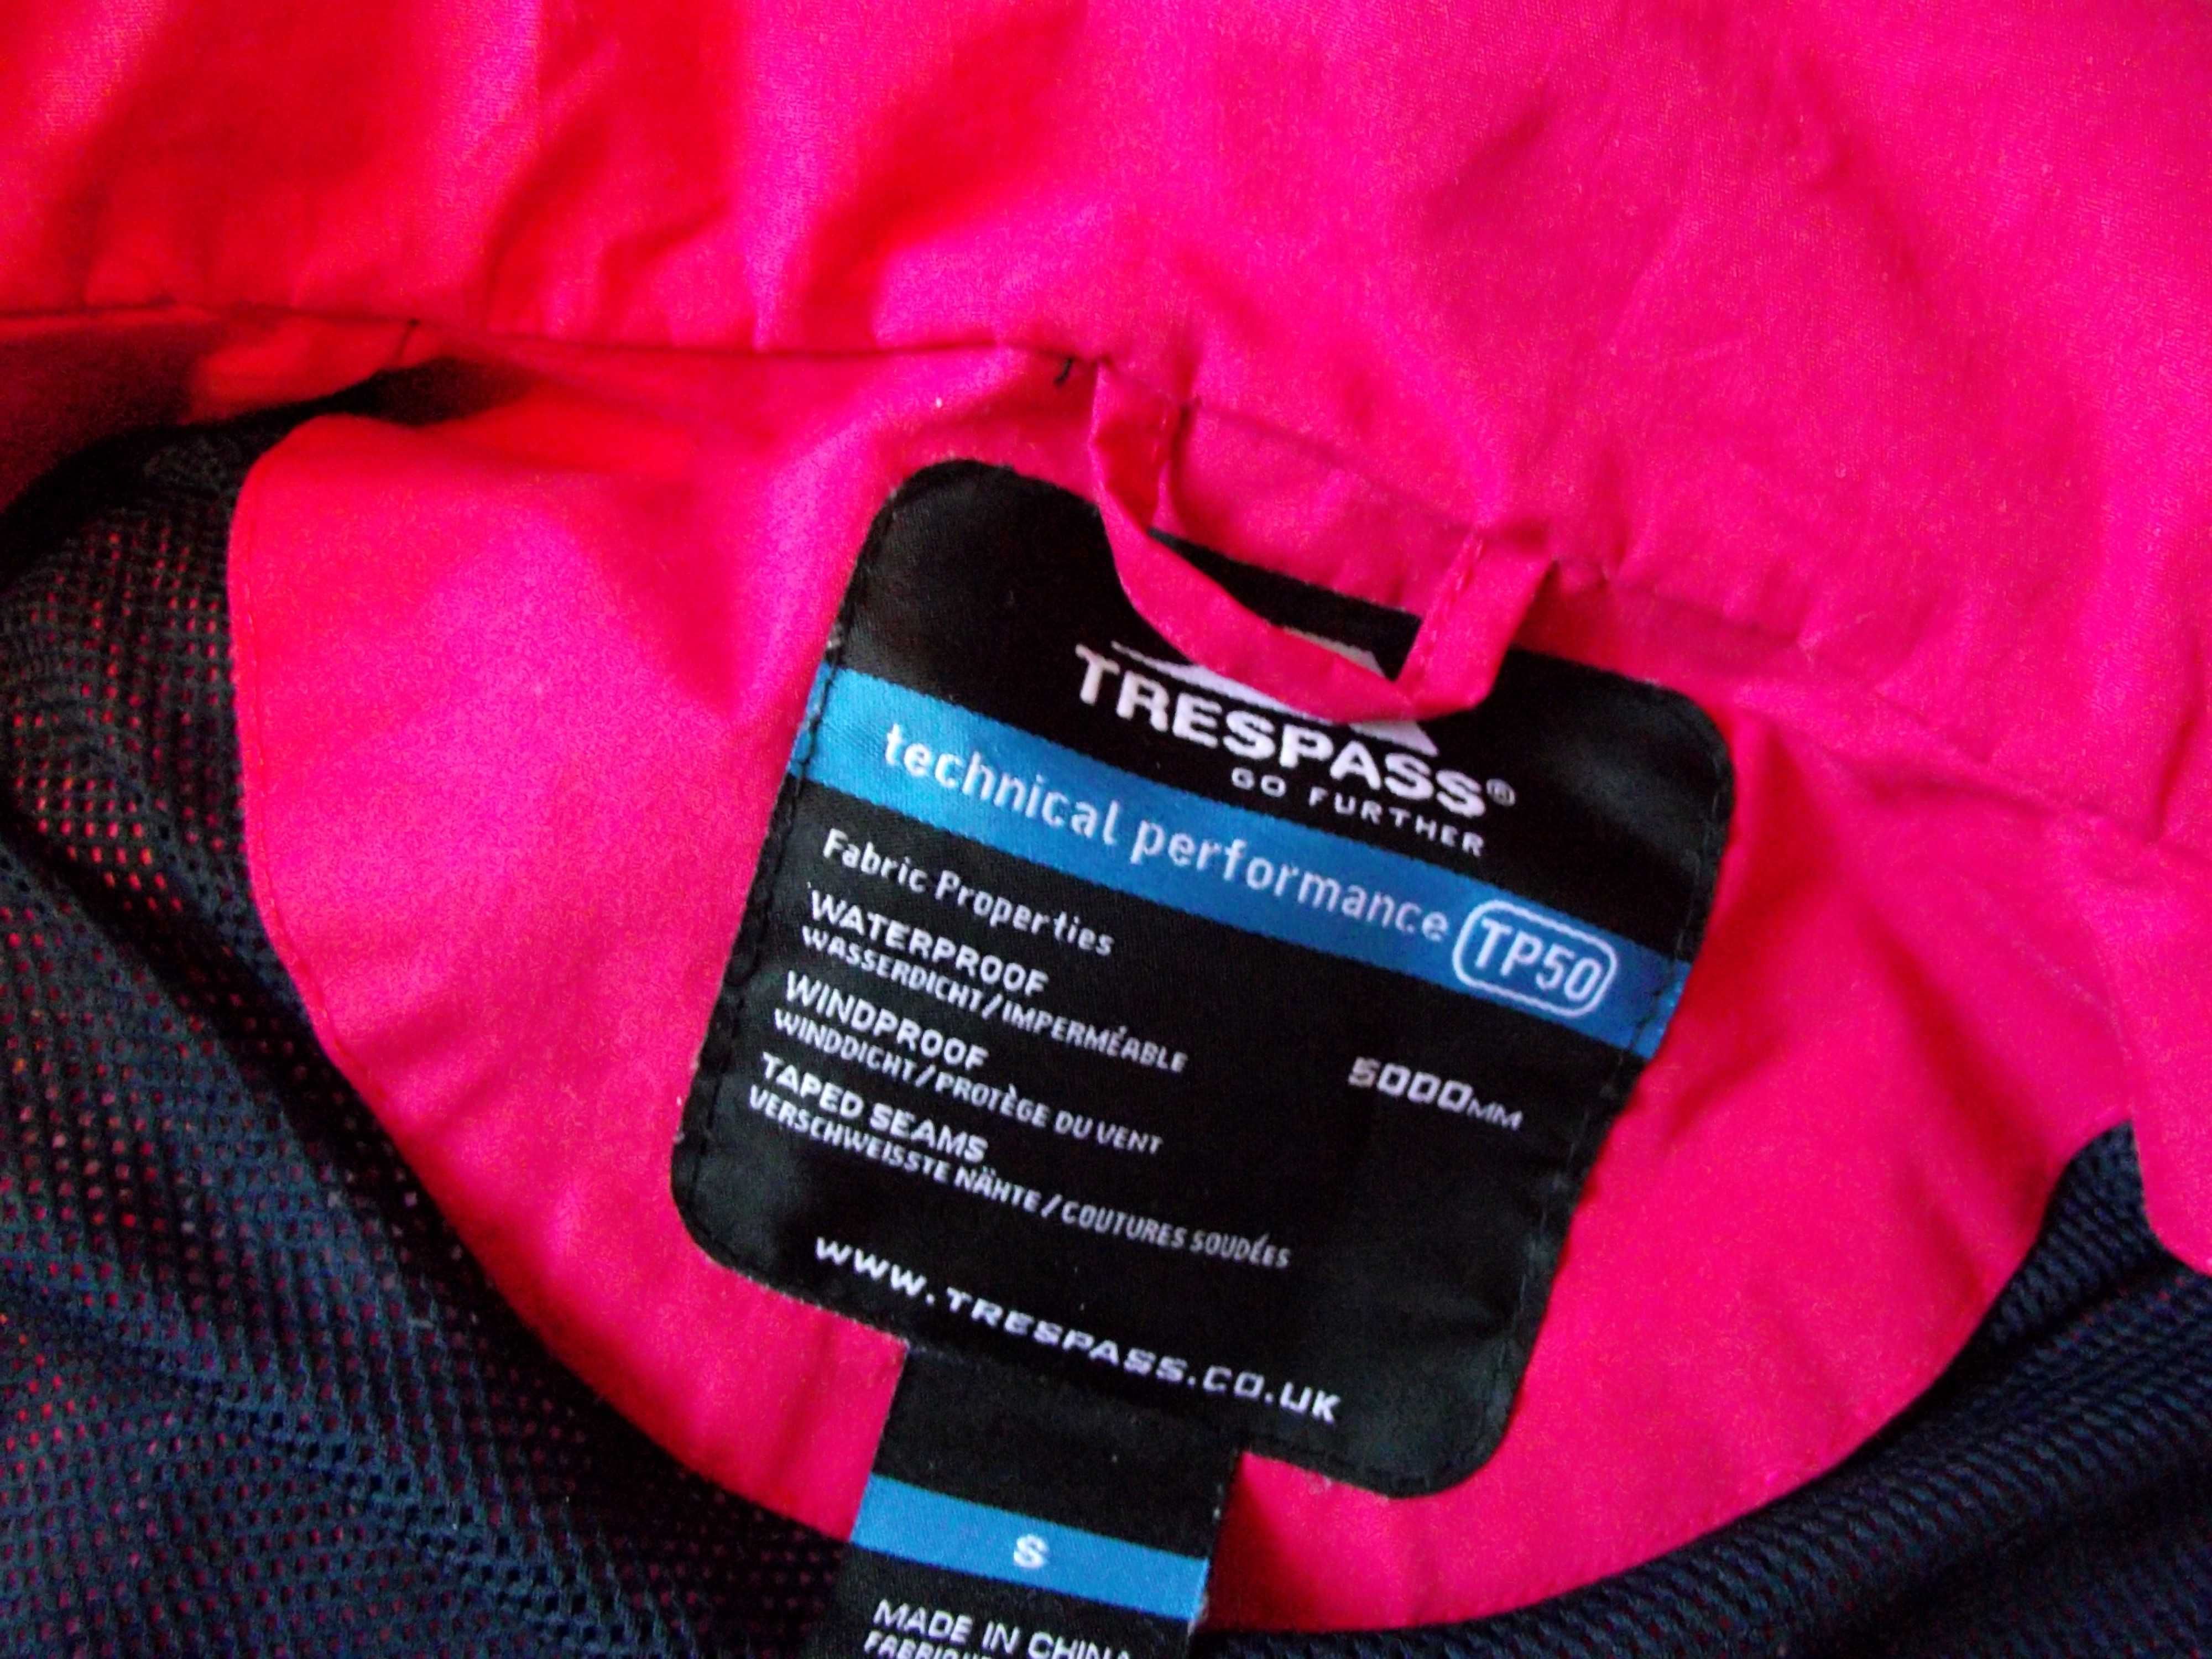 TRESPASS®
GO FURTHER
technical performance TP50
Fabric Properties
WATERPROOF 5000MM
WASSERDICHT/IMPERMÉABLE
WINDPROOF
WINDDICHT/PROTÈGE DU VENT
TAPED SEAMS
VERSCHWEISSTE NÄHTE/COUTURES SOUDÉES
WWW.TRESPASS.CO.UK
S
MADE IN CHINA